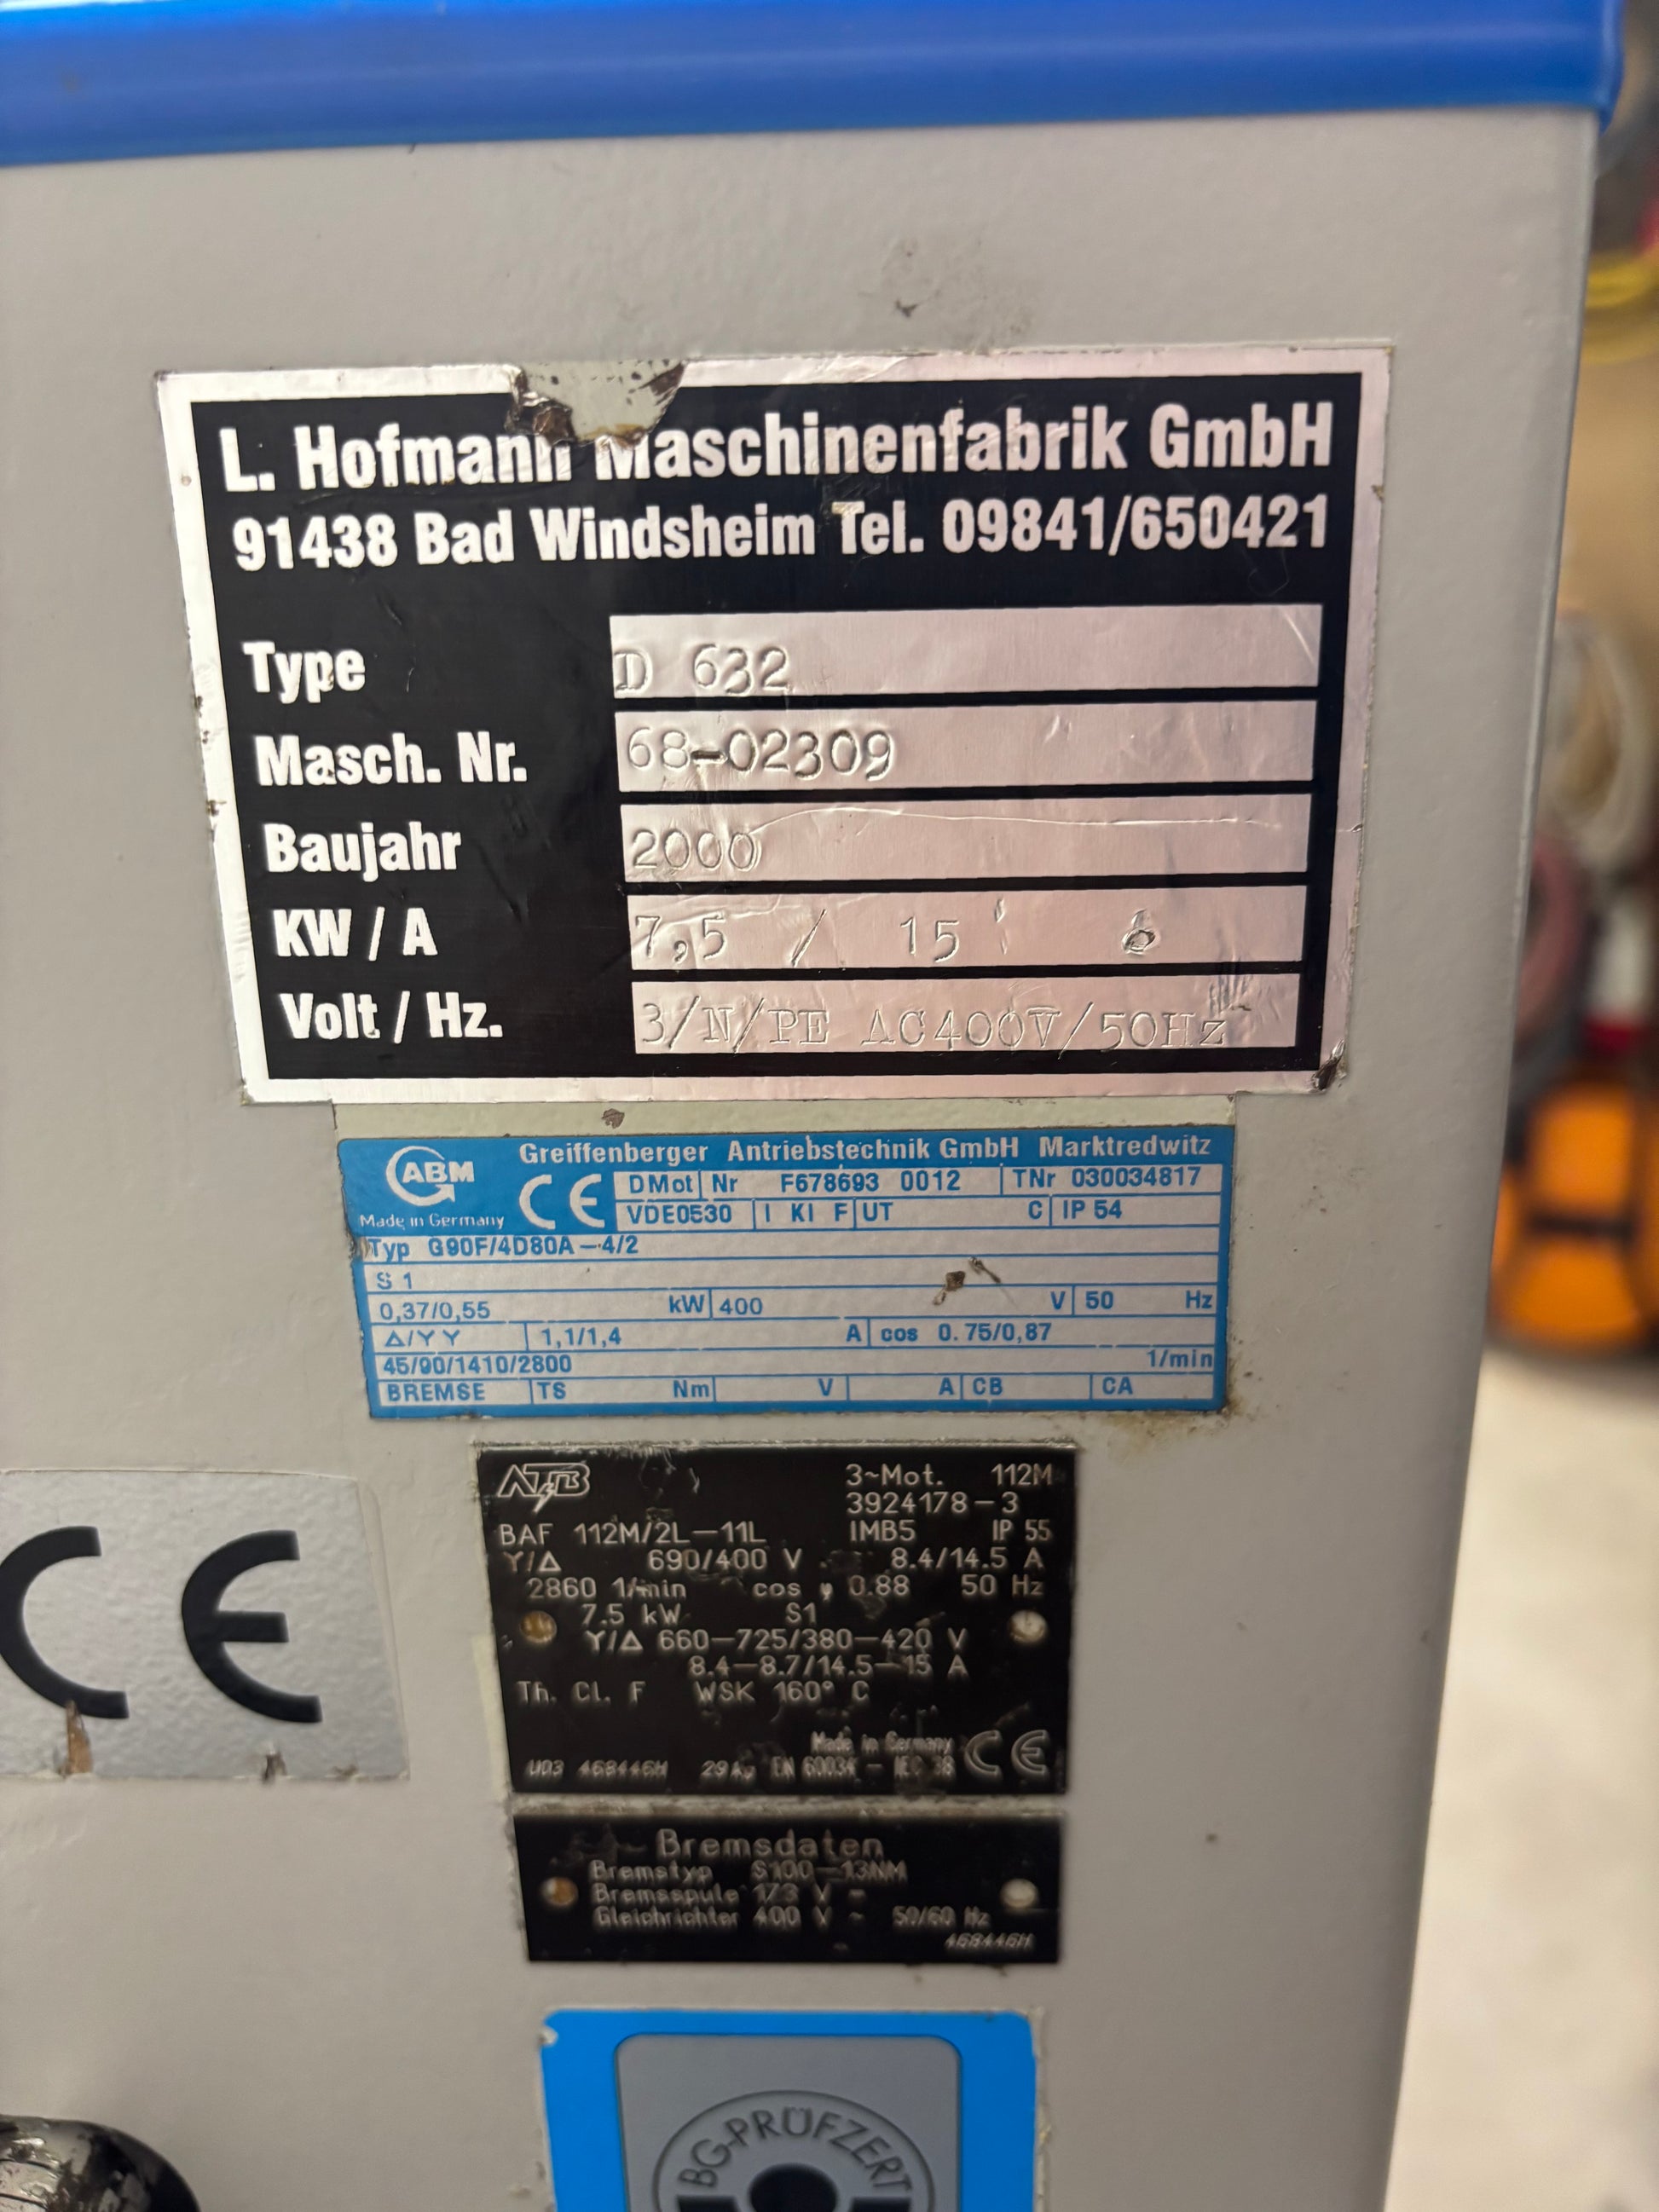 L. Hofmann Maschinenfabrik GmbH
91438 Bad Windsheim Tel. 09841/650421
Type D 632
Masch. Nr. 68-02309
Baujahr 2000
KW / A 7,5 / 15
Volt / Hz. 3/N/PE AC400V/50Hz
ABM Greiffenberger Antriebstechnik GmbH Marktredwitz
CE DMot Nr F678693 0012 TNr 030034817
Made in Germany VDE0530 I KI F UT C IP 54
Typ G90F/4D80A-4/2
S 1
0,37/0,55 kW 400 V 50 Hz
Δ/Y Y 1,1/1,4 A cos 0.75/0,87
45/90/1410/2800 1/min
BREMSE TS Nm V A CB CA
ATB 3~Mot. 112M
3924178-3
BAF 112M/2L-11L IMB5 IP 55
Y/Δ 690/400 V 8.4/14.5 A
2860 1/min cos φ 0.88 50 Hz
7.5 kW S1
Y/Δ 660-725/380-420 V
8.4-8.7/14.5-15 A
Th. Cl. F WSK 160° C
Made in Germany CE
UD3 468446H EN 60034 - IEC 38
CE
Bremsdaten
Bremstyp S100-13NM
Bremsspule 173 V -
Gleichrichter 400 V ~ 50/60 Hz
468446H
BG-PRÜFZERT